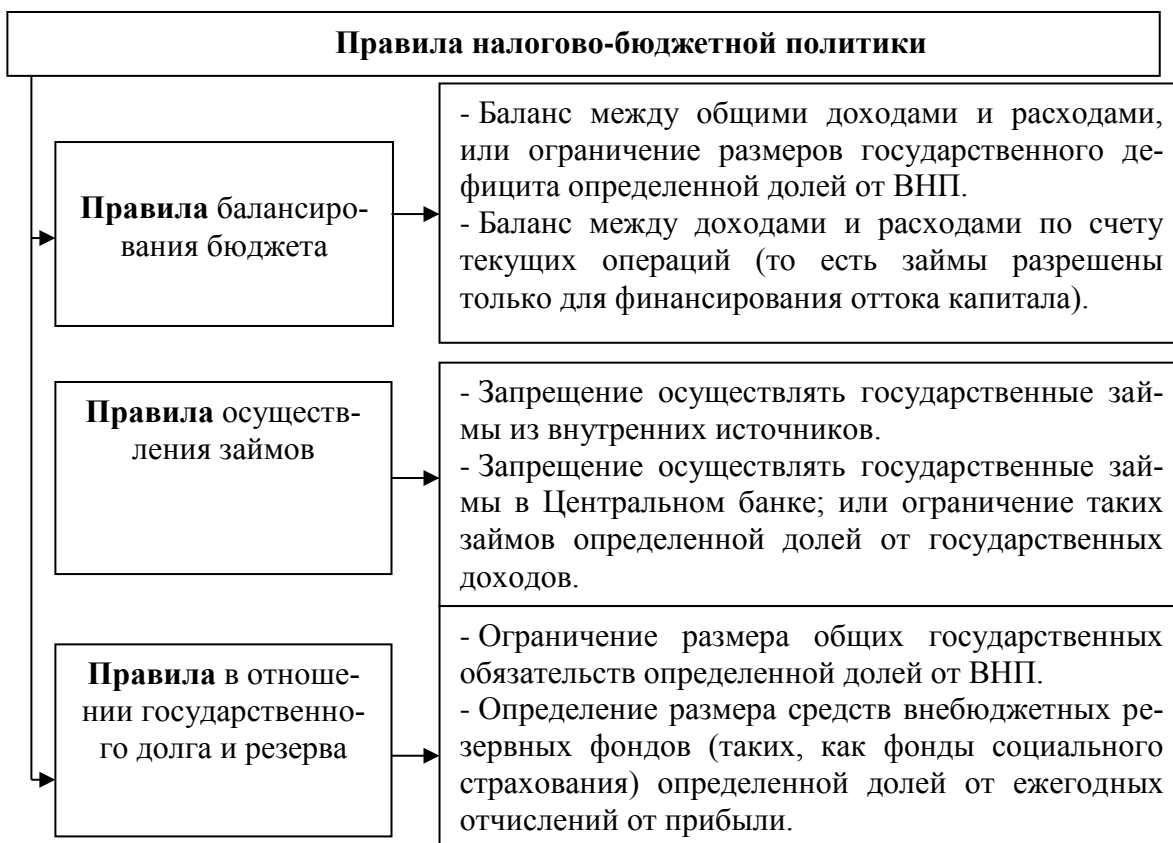 Правила налогово-бюджетной политики
Правила балансиро-
вания бюджета
- Баланс между общими доходами и расходами,
или ограничение размеров государственного де-
фицита определенной долей от ВНП.
- Баланс между доходами и расходами по счету
текущих операций (то есть займы разрешены
только для финансирования оттока капитала).
Правила осуществ-
ления займов
- Запрещение осуществлять государственные зай-
мы из внутренних источников.
- Запрещение осуществлять государственные зай-
мы в Центральном банке; или ограничение таких
займов определенной долей от государственных
доходов.
Правила в отноше-
нии государственно-
го долга и резерва
- Ограничение размера общих государственных
обязательств определенной долей от ВНП.
- Определение размера средств внебюджетных ре-
зервных фондов (таких, как фонды социального
страхования) определенной долей от ежегодных
отчислений от прибыли.